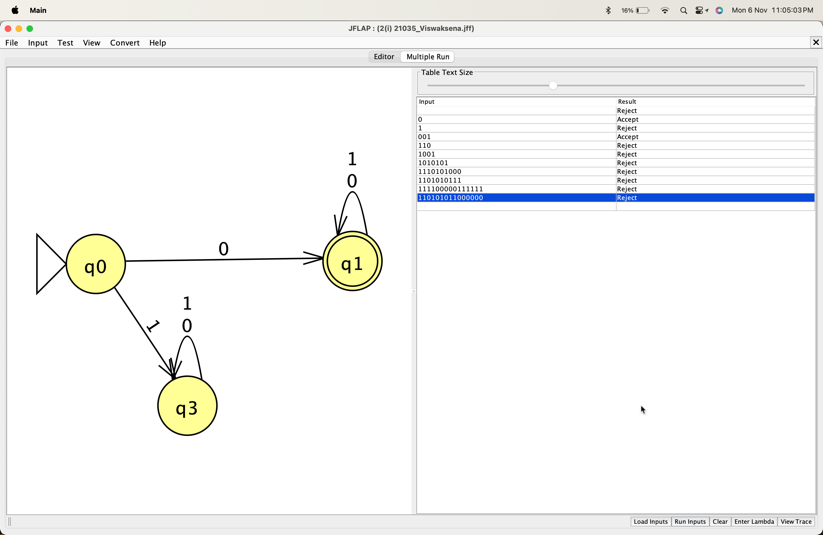 Main
16%
Mon 6 Nov 11:05:03 PM
JFLAP : (2(i) 21035_Viswaksena.jff)
File Input Test View Convert Help
Editor Multiple Run
Table Text Size
Input Result
Reject
0 Accept
1 Reject
001 Accept
110 Reject
1001 Reject
1010101 Reject
1110101000 Reject
1101010111 Reject
111100000111111 Reject
110101011000000 Reject
1
0
0
q0
q1
1
0
1
q3
Load Inputs Run Inputs Clear Enter Lambda View Trace